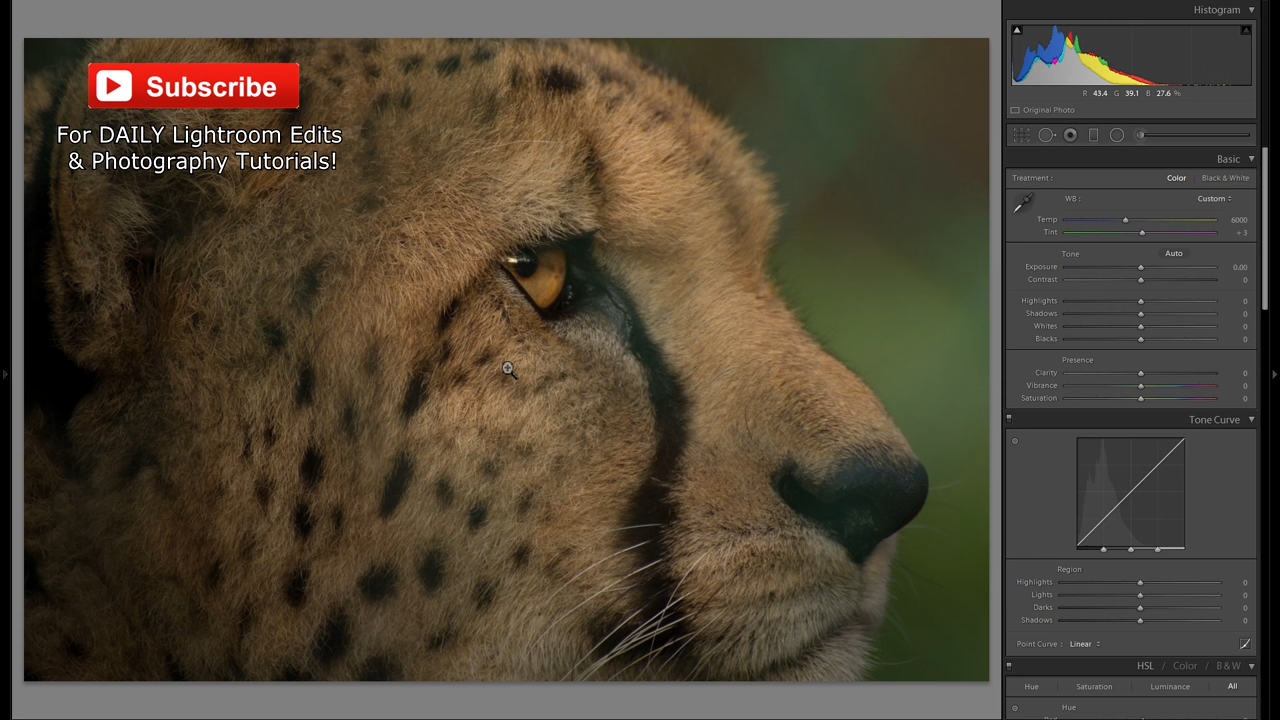 Histogram
R 43.4 G 39.1 B 27.6 %
Original Photo
Subscribe
For DAILY Lightroom Edits
& Photography Tutorials!
Basic
Treatment : Color Black & White
WB : Custom
Temp 6000
Tint + 3
Tone Auto
Exposure 0.00
Contrast 0
Highlights 0
Shadows 0
Whites 0
Blacks 0
Presence
Clarity 0
Vibrance 0
Saturation 0
Tone Curve
Region
Highlights 0
Lights 0
Darks 0
Shadows 0
Point Curve : Linear
HSL / Color / B & W
Hue Saturation Luminance All
Hue